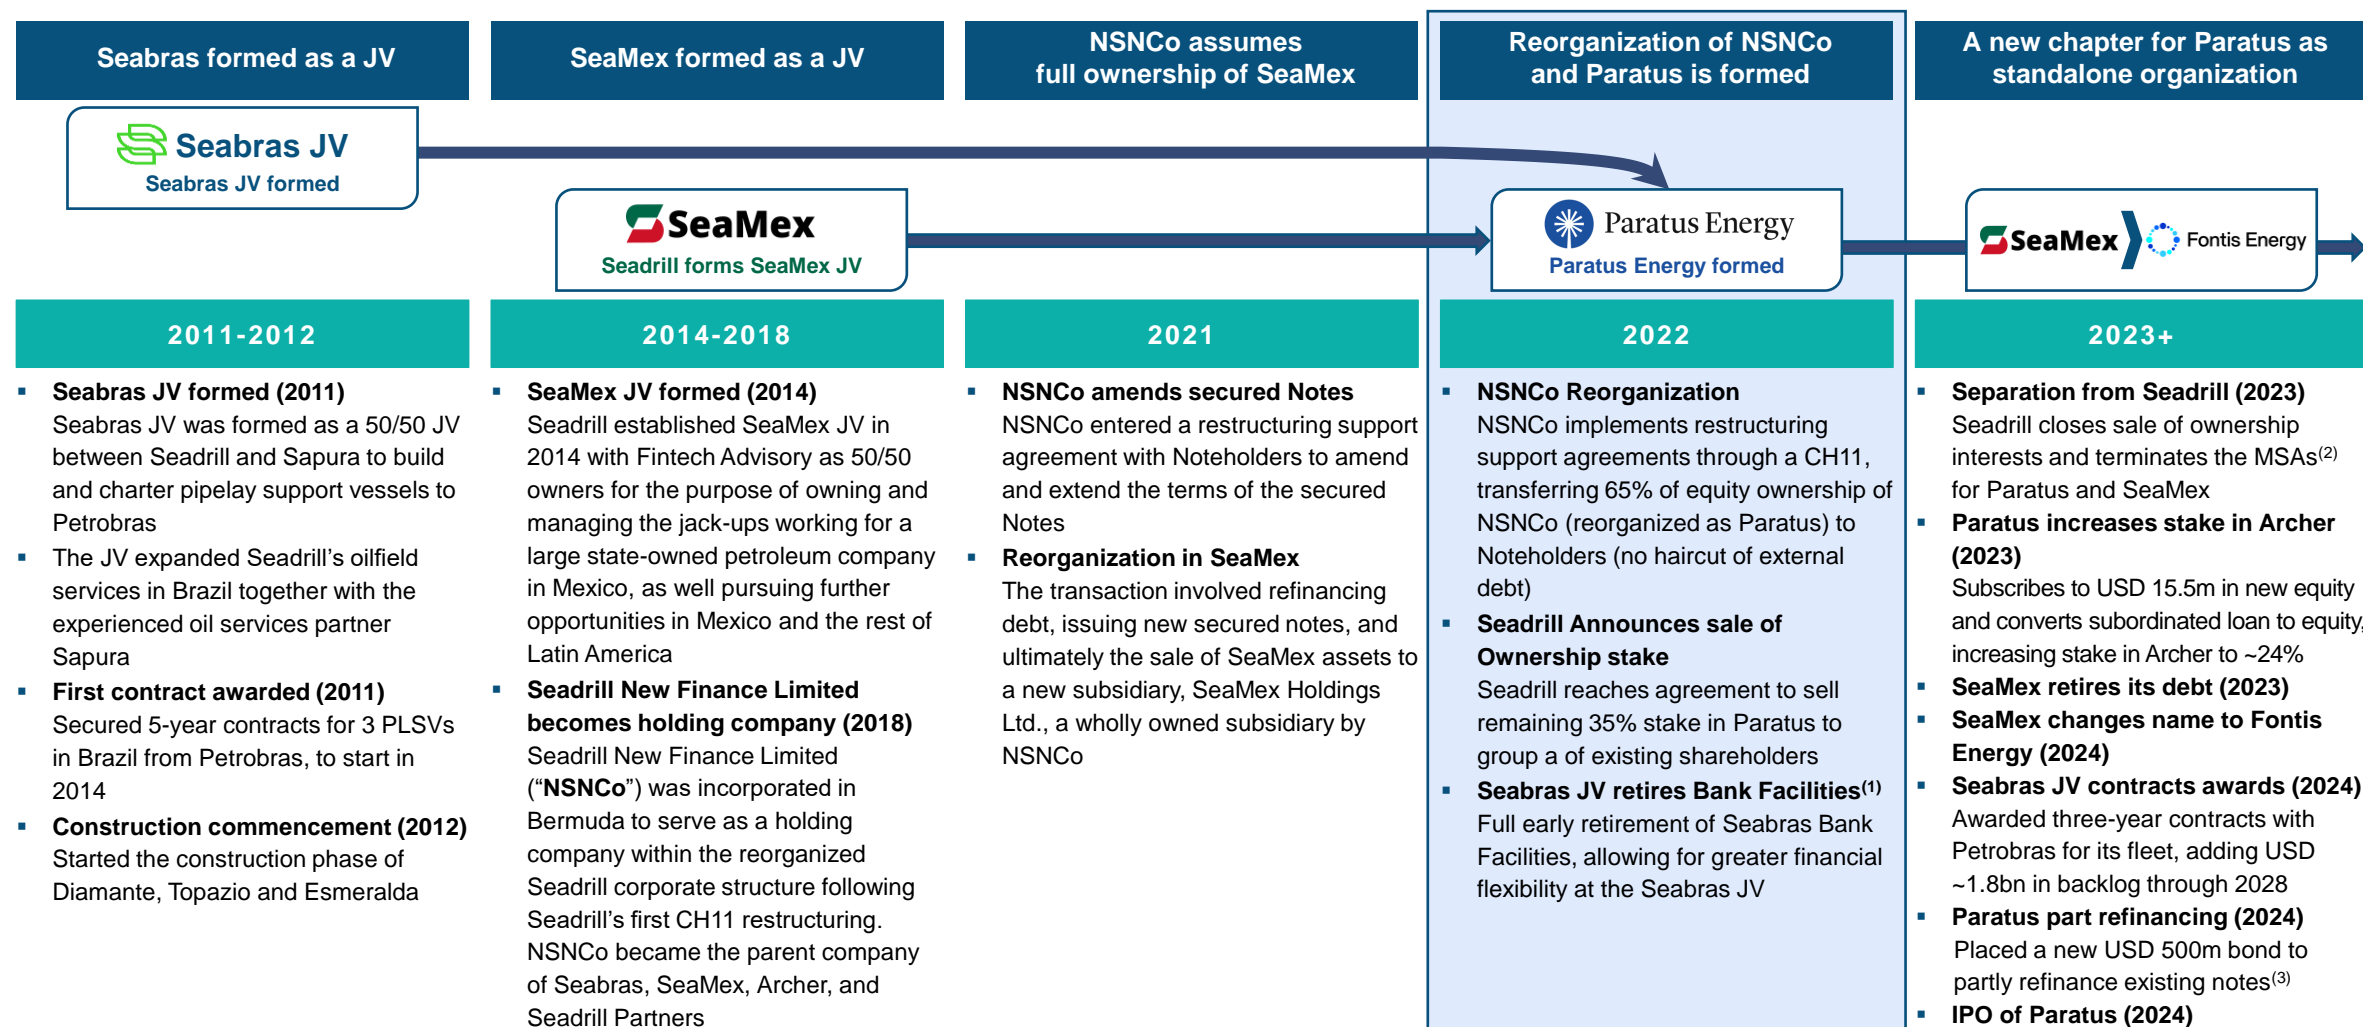 Seabras formed as a JV
SeaMex formed as a JV
NSNCo assumes
full ownership of SeaMex
Reorganization of NSNCo
and Paratus is formed
A new chapter for Paratus as
standalone organization
Seabras JV
Seabras JV formed
SeaMex
Seadrill forms SeaMex JV
Paratus Energy
Paratus Energy formed
SeaMex
Fontis Energy
2011-2012
▪ Seabras JV formed (2011)
Seabras JV was formed as a 50/50 JV
between Seadrill and Sapura to build
and charter pipelay support vessels to
Petrobras
▪ The JV expanded Seadrill’s oilfield
services in Brazil together with the
experienced oil services partner
Sapura
▪ First contract awarded (2011)
Secured 5-year contracts for 3 PLSVs
in Brazil from Petrobras, to start in
2014
▪ Construction commencement (2012)
Started the construction phase of
Diamante, Topazio and Esmeralda
2014-2018
▪ SeaMex JV formed (2014)
Seadrill established SeaMex JV in
2014 with Fintech Advisory as 50/50
owners for the purpose of owning and
managing the jack-ups working for a
large state-owned petroleum company
in Mexico, as well pursuing further
opportunities in Mexico and the rest of
Latin America
▪ Seadrill New Finance Limited
becomes holding company (2018)
Seadrill New Finance Limited
(“NSNCo”) was incorporated in
Bermuda to serve as a holding
company within the reorganized
Seadrill corporate structure following
Seadrill’s first CH11 restructuring.
NSNCo became the parent company
of Seabras, SeaMex, Archer, and
Seadrill Partners
2021
▪ NSNCo amends secured Notes
NSNCo entered a restructuring support
agreement with Noteholders to amend
and extend the terms of the secured
Notes
▪ Reorganization in SeaMex
The transaction involved refinancing
debt, issuing new secured notes, and
ultimately the sale of SeaMex assets to
a new subsidiary, SeaMex Holdings
Ltd., a wholly owned subsidiary by
NSNCo
2022
▪ NSNCo Reorganization
NSNCo implements restructuring
support agreements through a CH11,
transferring 65% of equity ownership of
NSNCo (reorganized as Paratus) to
Noteholders (no haircut of external
debt)
▪ Seadrill Announces sale of
Ownership stake
Seadrill reaches agreement to sell
remaining 35% stake in Paratus to
group a of existing shareholders
▪ Seabras JV retires Bank Facilities(1)
Full early retirement of Seabras Bank
Facilities, allowing for greater financial
flexibility at the Seabras JV
2023+
▪ Separation from Seadrill (2023)
Seadrill closes sale of ownership
interests and terminates the MSAs(2)
for Paratus and SeaMex
▪ Paratus increases stake in Archer
(2023)
Subscribes to USD 15.5m in new equity
and converts subordinated loan to equity,
increasing stake in Archer to ~24%
▪ SeaMex retires its debt (2023)
▪ SeaMex changes name to Fontis
Energy (2024)
▪ Seabras JV contracts awards (2024)
Awarded three-year contracts with
Petrobras for its fleet, adding USD
~1.8bn in backlog through 2028
▪ Paratus part refinancing (2024)
Placed a new USD 500m bond to
partly refinance existing notes(3)
▪ IPO of Paratus (2024)